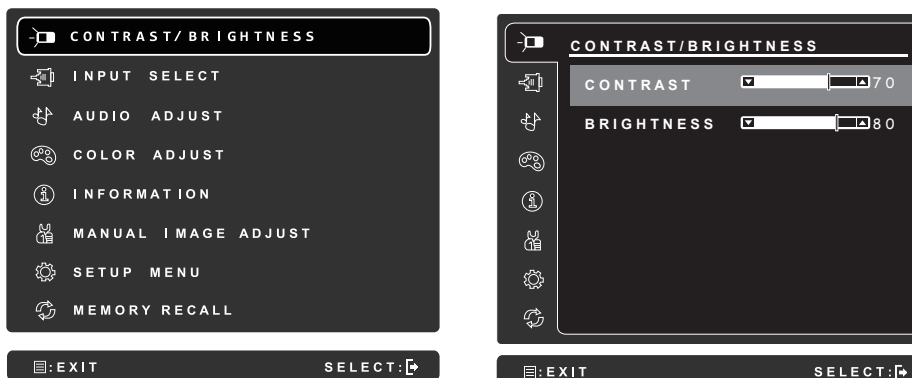 CONTRAST/BRIGHTNESS
INPUT SELECT
AUDIO ADJUST
COLOR ADJUST
INFORMATION
MANUAL IMAGE ADJUST
SETUP MENU
MEMORY RECALL
:EXIT SELECT:
CONTRAST/BRIGHTNESS
CONTRAST 70
BRIGHTNESS 80
:EXIT SELECT: